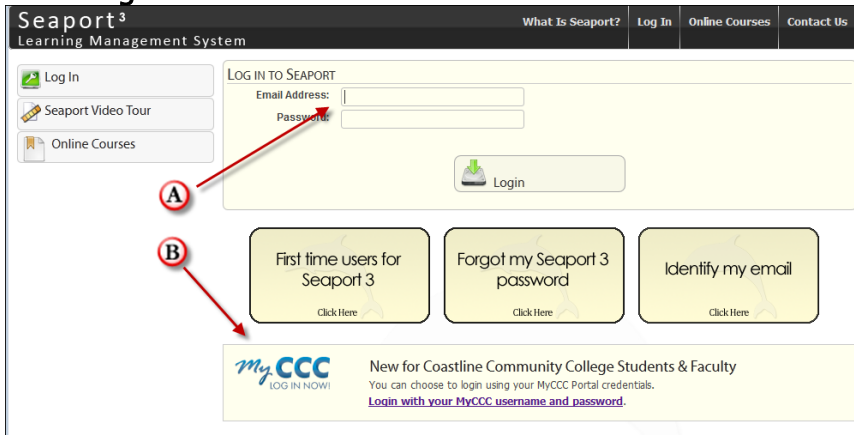 Seaport³
Learning Management System
What Is Seaport?
Log In
Online Courses
Contact Us
Log In
Seaport Video Tour
Online Courses
LOG IN TO SEAPORT
Email Address:
Password:
Login
A
B
First time users for
Seaport 3
Click Here
Forgot my Seaport 3
password
Click Here
Identify my email
Click Here
My CCC
LOG IN NOW!
New for Coastline Community College Students & Faculty
You can choose to login using your MyCCC Portal credentials.
Login with your MyCCC username and password.